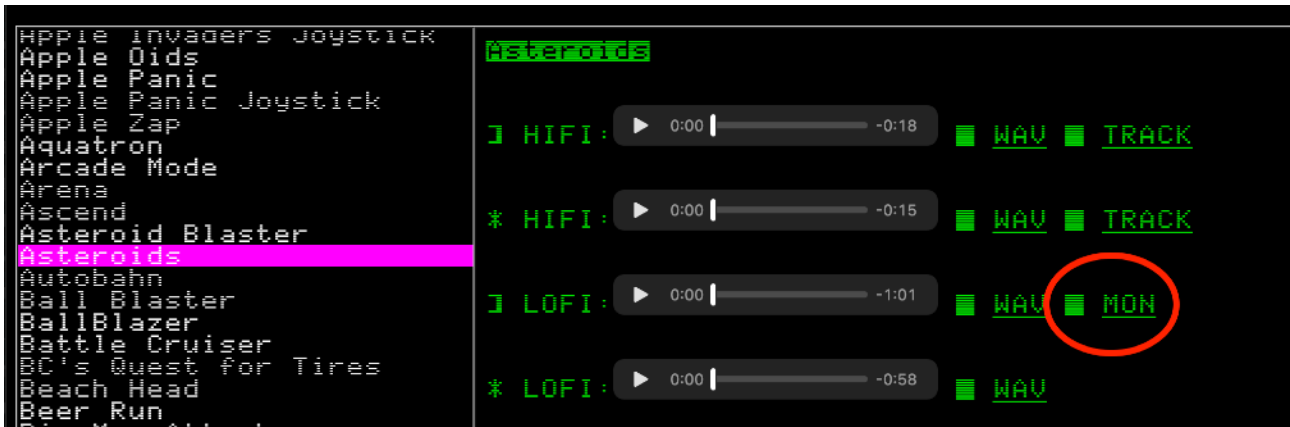 Apple Invaders Joystick
Apple Oids
Apple Panic
Apple Panic Joystick
Apple Zap
Aquatron
Arcade Mode
Arena
Ascend
Asteroid Blaster
Asteroids
Autobahn
Ball Blaster
BallBlazer
Battle Cruiser
BC's Quest for Tires
Beach Head
Beer Run
Asteroids
] HIFI: 0:00 -0:18 WAV TRACK
* HIFI: 0:00 -0:15 WAV TRACK
] LOFI: 0:00 -1:01 WAV MON
* LOFI: 0:00 -0:58 WAV